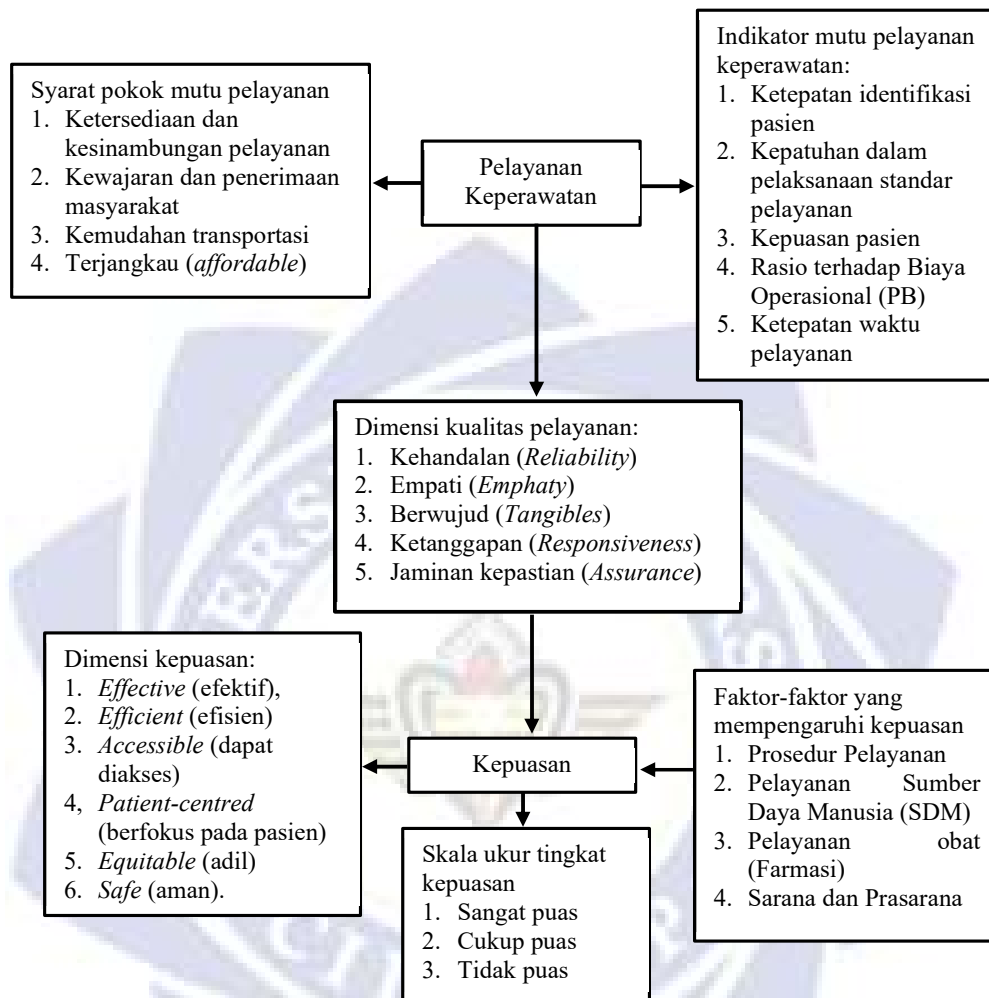 Syarat pokok mutu pelayanan
1. Ketersediaan dan
kesinambungan pelayanan
2. Kewajaran dan penerimaan
masyarakat
3. Kemudahan transportasi
4. Terjangkau (affordable)
Pelayanan
Keperawatan
Indikator mutu pelayanan
keperawatan:
1. Ketepatan identifikasi
pasien
2. Kepatuhan dalam
pelaksanaan standar
pelayanan
3. Kepuasan pasien
4. Rasio terhadap Biaya
Operasional (PB)
5. Ketepatan waktu
pelayanan
Dimensi kualitas pelayanan:
1. Kehandalan (Reliability)
2. Empati (Emphaty)
3. Berwujud (Tangibles)
4. Ketanggapan (Responsiveness)
5. Jaminan kepastian (Assurance)
Dimensi kepuasan:
1. Effective (efektif),
2. Efficient (efisien)
3. Accessible (dapat
diakses)
4, Patient-centred
(berfokus pada pasien)
5. Equitable (adil)
6. Safe (aman).
Kepuasan
Faktor-faktor yang
mempengaruhi kepuasan
1. Prosedur Pelayanan
2. Pelayanan Sumber
Daya Manusia (SDM)
3. Pelayanan obat
(Farmasi)
4. Sarana dan Prasarana
Skala ukur tingkat
kepuasan
1. Sangat puas
2. Cukup puas
3. Tidak puas